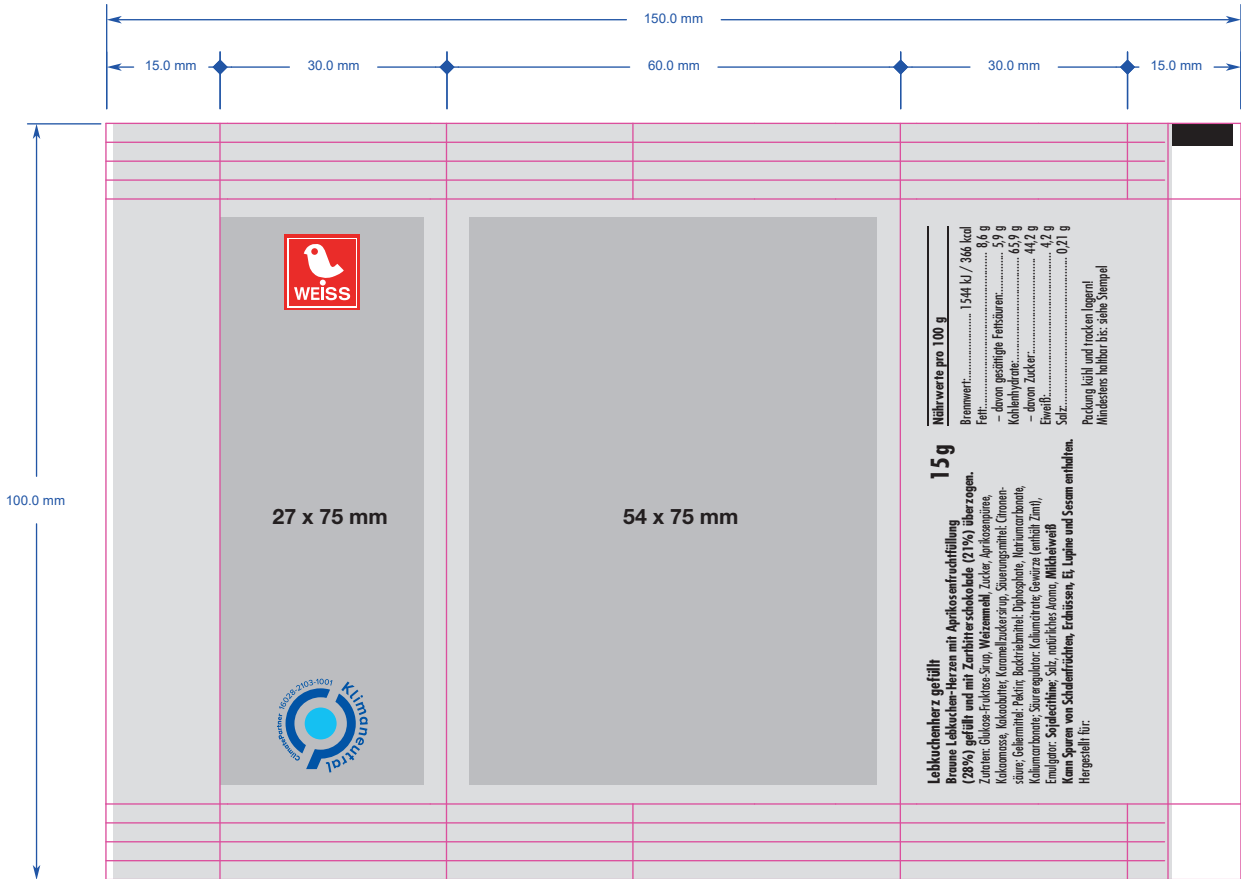 150.0 mm
15.0 mm
30.0 mm
60.0 mm
30.0 mm
15.0 mm
100.0 mm
WEISS
27 x 75 mm
ClimatePartner 16028-2103-1001
Klimaneutral
54 x 75 mm
Lebkuchenherz gefüllt
15g
Braune Lebkuchen-Herzen mit Aprikosenfruchtfüllung
(28%) gefüllt und mit Zartbitterschokolade (21%) überzogen.
Zutaten: Glukose-Fruktose-Sirup, Weizenmehl, Zucker, Aprikosenpüree,
Kakaomasse, Kakaobutter, Karamellzuckersirup, Säuerungsmittel: Citronen-
säure; Geliermittel: Pektin; Backtriebmittel: Diphosphate, Natriumcarbonate,
Kaliumcarbonate; Säureregulator: Kaliumcitrate; Gewürze (enthält Zimt),
Emulgator: Sojalecithine; Salz, natürliches Aroma, Milcheiweiß
Kann Spuren von Schalenfrüchten, Erdnüssen, Ei, Lupine und Sesam enthalten.
Hergestellt für:
Nährwerte pro 100 g
Brennwert:.................. 1544 kJ / 366 kcal
Fett:.................................................. 8,6 g
– davon gesättigte Fettsäuren:........... 5,9 g
Kohlenhydrate:................................ 65,9 g
– davon Zucker:............................. 44,2 g
Eiweiß:............................................. 4,2 g
Salz:................................................ 0,21 g
Packung kühl und trocken lagern!
Mindestens haltbar bis: siehe Stempel